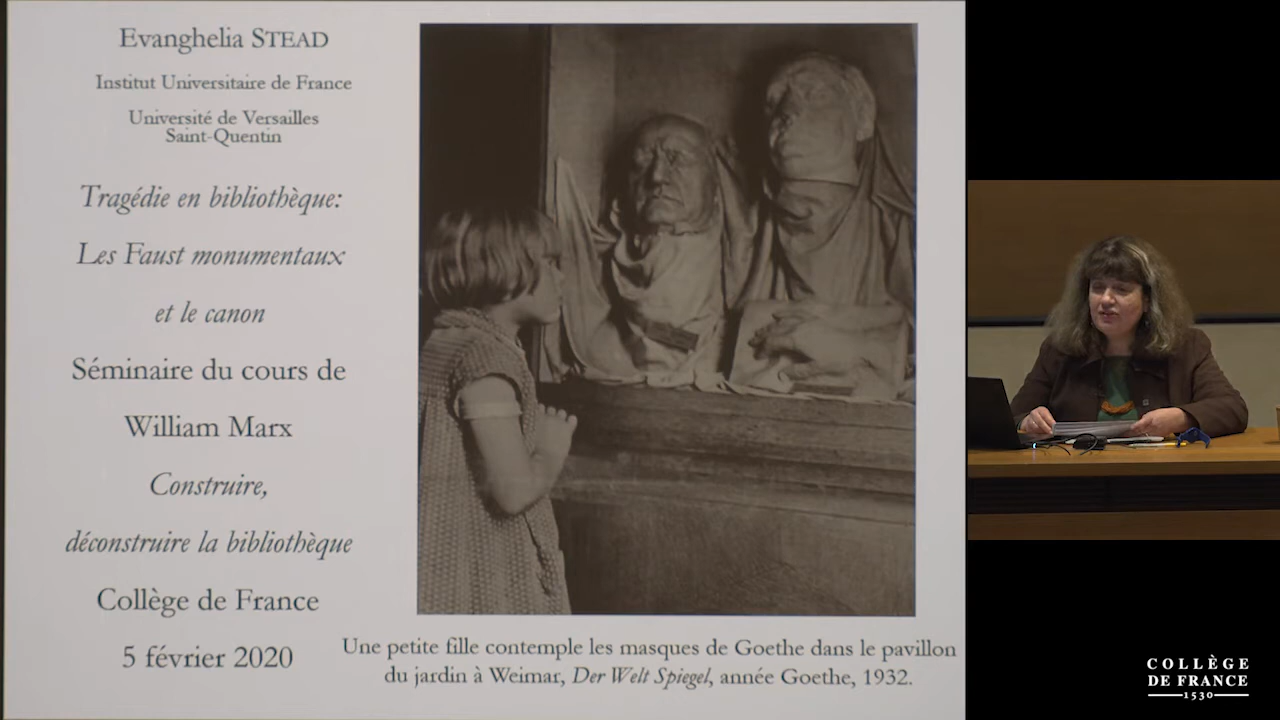 Evanghelia STEAD
Institut Universitaire de France
Université de Versailles
Saint-Quentin
Tragédie en bibliothèque:
Les Faust monumentaux
et le canon
Séminaire du cours de
William Marx
Construire,
déconstruire la bibliothèque
Collège de France
5 février 2020
Une petite fille contemple les masques de Goethe dans le pavillon
du jardin à Weimar, Der Welt Spiegel, année Goethe, 1932.
COLLÈGE
DE FRANCE
1530